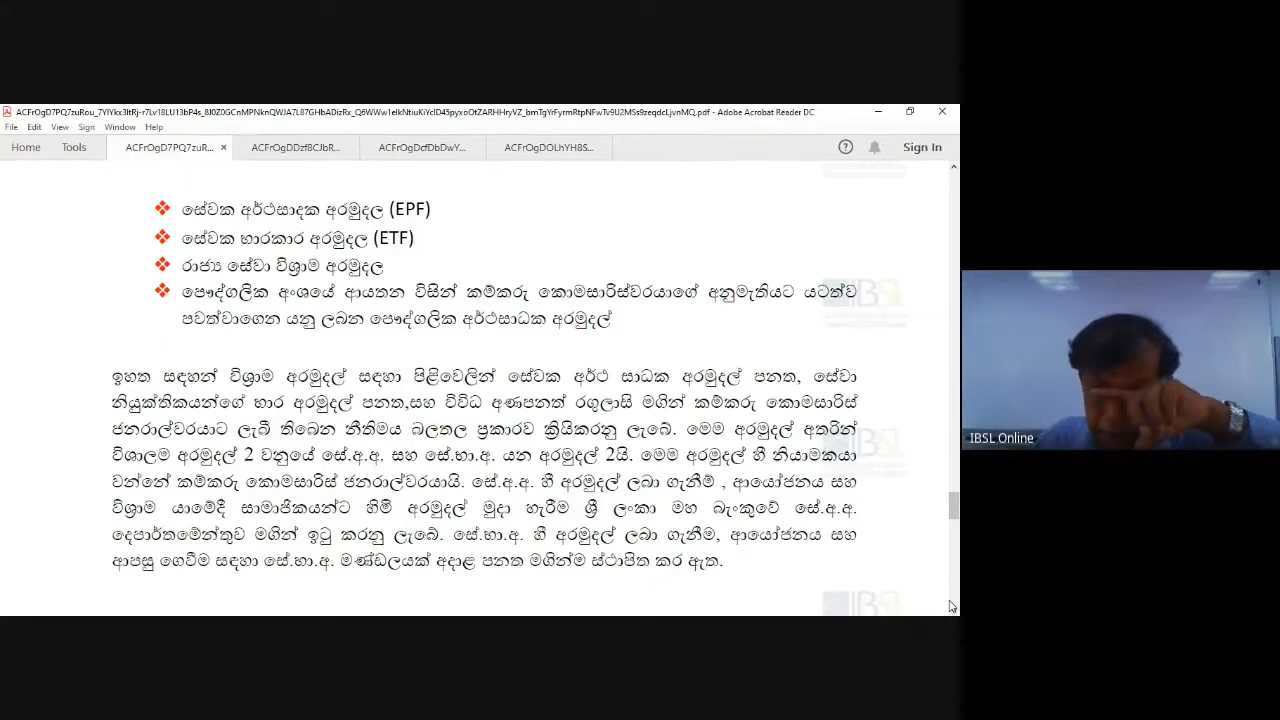 ACFrOgD7PQ7zuRou_7YlYkx3ltRj-r7Lv18LU13bP4s_8J0Z0GCnMPNknQWJA7L87GHbADizRx_Q6WWw1elkNtiuKiYclD45pyxoOtZARHHryVZ_bmTgYrFyrmRtpNFwTv9U2MSs9zeqdcLjvnMQ.pdf - Adobe Acrobat Reader DC
File Edit View Sign Window Help
Home Tools ACFrOgD7PQ7zuR... × ACFrOgDDzf8CJbR... ACFrOgDcfDbDwY... ACFrOgDOLhYH8S... Sign In
සේවක අර්ථසාදක අරමුදල (EPF)
සේවක භාරකාර අරමුදල (ETF)
රාජ්‍ය සේවා විශ්‍රාම අරමුදල
පෞද්ගලික අංශයේ ආයතන විසින් කම්කරු කොමසාරිස්වරයාගේ අනුමැතියට යටත්ව
පවත්වාගෙන යනු ලබන පෞද්ගලික අර්ථසාධක අරමුදල්
ඉහත සඳහන් විශ්‍රාම අරමුදල් සඳහා පිළිවෙලින් සේවක අර්ථ සාධක අරමුදල් පනත, සේවා
නියුක්තිකයන්ගේ භාර අරමුදල් පනත,සහ විවිධ අණපනත් රගුලාසි මගින් කම්කරු කොමසාරිස්
ජනරාල්වරයාට ලැබී තිබෙන නීතිමය බලතල ප්‍රකාරව ක්‍රියිකරනු ලැබේ. මෙම අරමුදල් අතරින්
විශාලම අරමුදල් 2 වනුයේ සේ.අ.අ. සහ සේ.භා.අ. යන අරමුදල් 2යි. මෙම අරමුදල් හී නියාමකයා
වන්නේ කම්කරු කොමසාරිස් ජනරාල්වරයායි. සේ.අ.අ. හී අරමුදල් ලබා ගැනීම් , ආයෝජනය සහ
විශ්‍රාම යාමේදී සාමාජිකයන්ට හිමි අරමුදල් මුදා හැරීම ශ්‍රී ලංකා මහ බැංකුවේ සේ.අ.අ.
දෙපාර්තමේන්තුව මගින් ඉටු කරනු ලැබේ. සේ.භා.අ. හී අරමුදල් ලබා ගැනීම, ආයෝජනය සහ
ආපසු ගෙවීම සඳහා සේ.භා.අ. මණ්ඩලයක් අදාළ පනත මගින්ම ස්ථාපිත කර ඇත.
IBSL Online